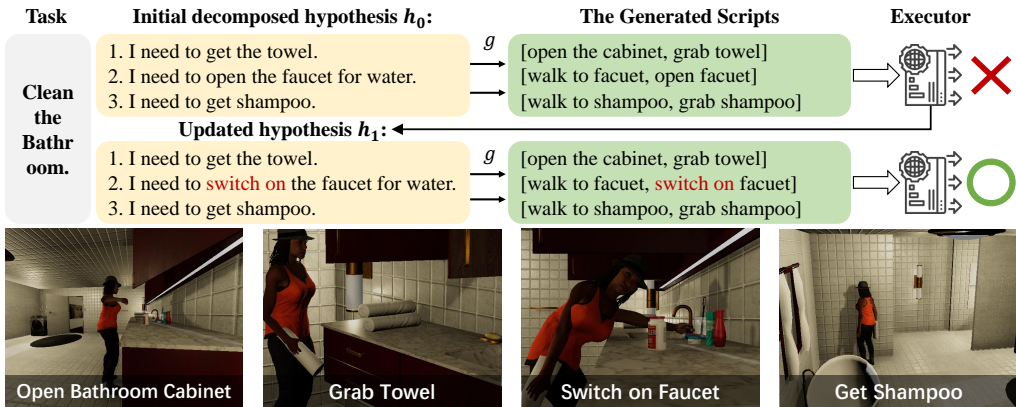 Task
Initial decomposed hypothesis h₀:
The Generated Scripts
Executor
Clean
the
Bathr
oom.
1. I need to get the towel.
2. I need to open the faucet for water.
3. I need to get shampoo.
g
[open the cabinet, grab towel]
[walk to facuet, open facuet]
[walk to shampoo, grab shampoo]
Updated hypothesis h₁:
1. I need to get the towel.
2. I need to switch on the faucet for water.
3. I need to get shampoo.
g
[open the cabinet, grab towel]
[walk to facuet, switch on facuet]
[walk to shampoo, grab shampoo]
Open Bathroom Cabinet
Grab Towel
Switch on Faucet
Get Shampoo